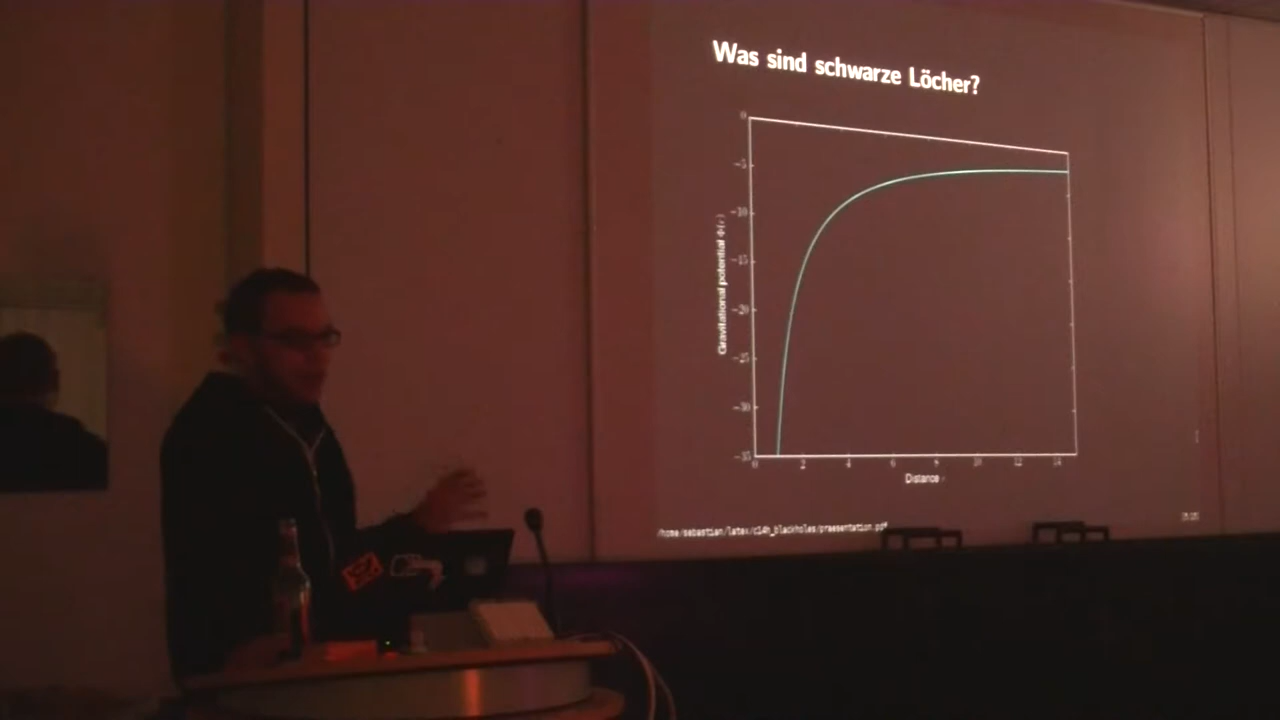 Was sind schwarze Löcher?
0
-5
-10
-15
-20
-25
-30
-35
Gravitational potential Φ(r)
0 2 4 6 8 10 12 14
Distance r
/home/sebastian/latex/c14h_blackholes/praesentation.pdf